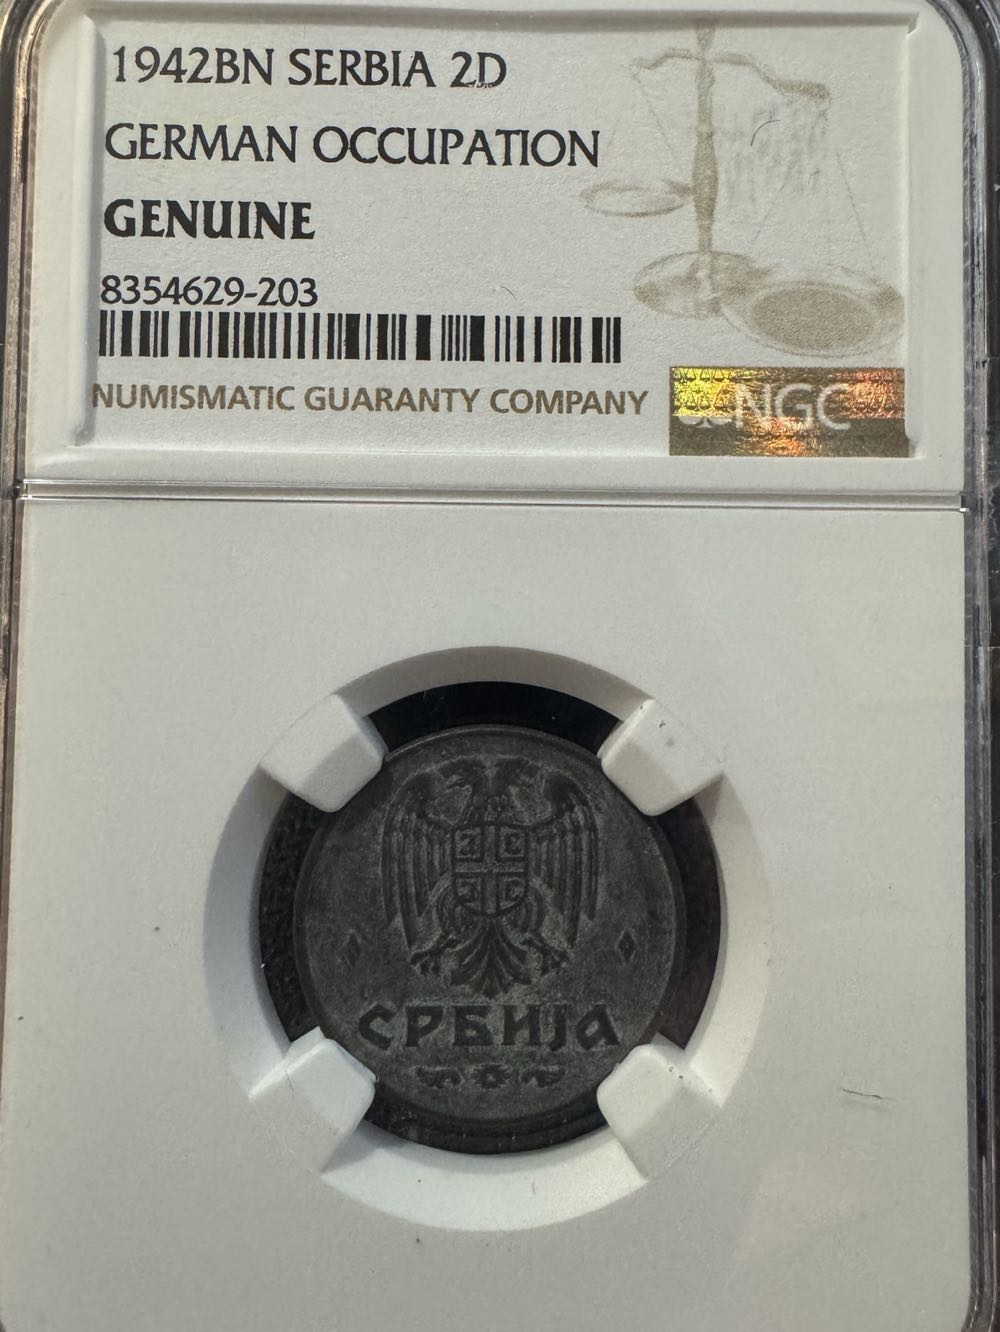 1942BN SERBIA 2D
GERMAN OCCUPATION
GENUINE
8354629-203
NUMISMATIC GUARANTY COMPANY
NGC
СРБИЈА